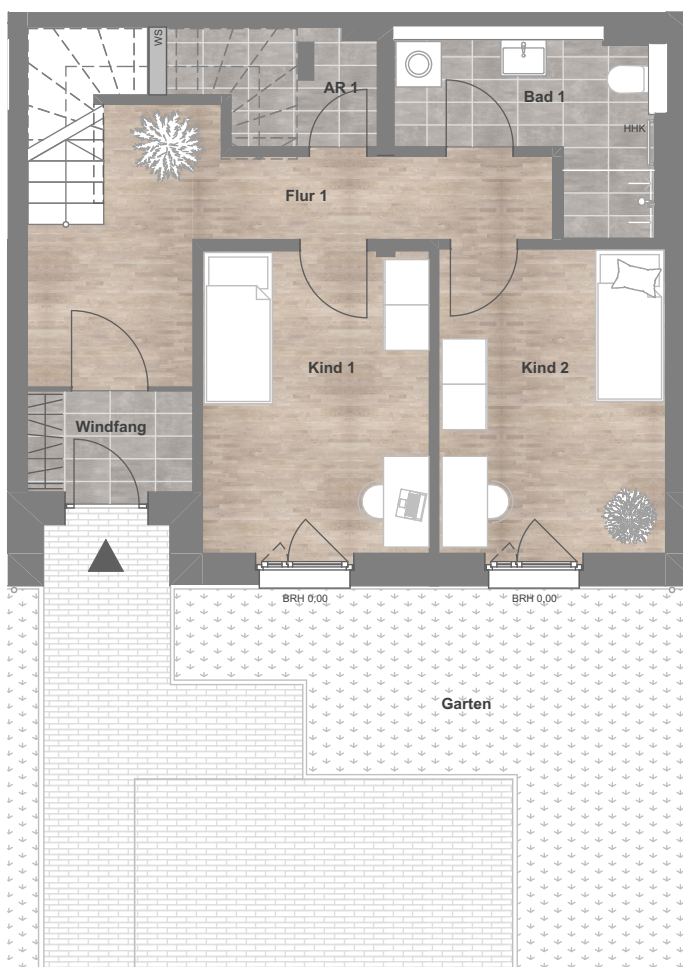 WS
AR 1
Bad 1
HHK
Flur 1
Kind 1
Kind 2
Windfang
BRH 0,00
BRH 0,00
Garten